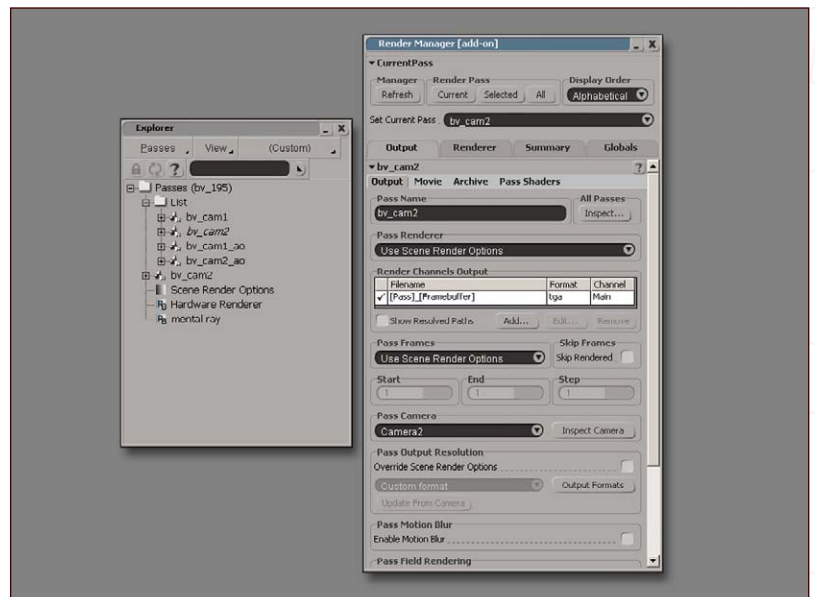 Explorer
Passes View (Custom)
?
Passes (bv_195)
List
bv_cam1
bv_cam2
bv_cam1_ao
bv_cam2_ao
bv_cam2
Scene Render Options
Hardware Renderer
mental ray
Render Manager [add-on]
CurrentPass
Manager Render Pass Display Order
Refresh Current Selected All Alphabetical
Set Current Pass bv_cam2
Output Renderer Summary Globals
bv_cam2 ?
Output Movie Archive Pass Shaders
Pass Name All Passes
bv_cam2 Inspect...
Pass Renderer
Use Scene Render Options
Render Channels Output
Filename Format Channel
[Pass]_[Framebuffer] tga Main
Show Resolved Paths Add... Edit... Remove
Pass Frames Skip Frames
Use Scene Render Options Skip Rendered
Start End Step
1 1 1
Pass Camera
Camera2 Inspect Camera
Pass Output Resolution
Override Scene Render Options
Custom format Output Formats
Update From Camera
Pass Motion Blur
Enable Motion Blur
Pass Field Rendering